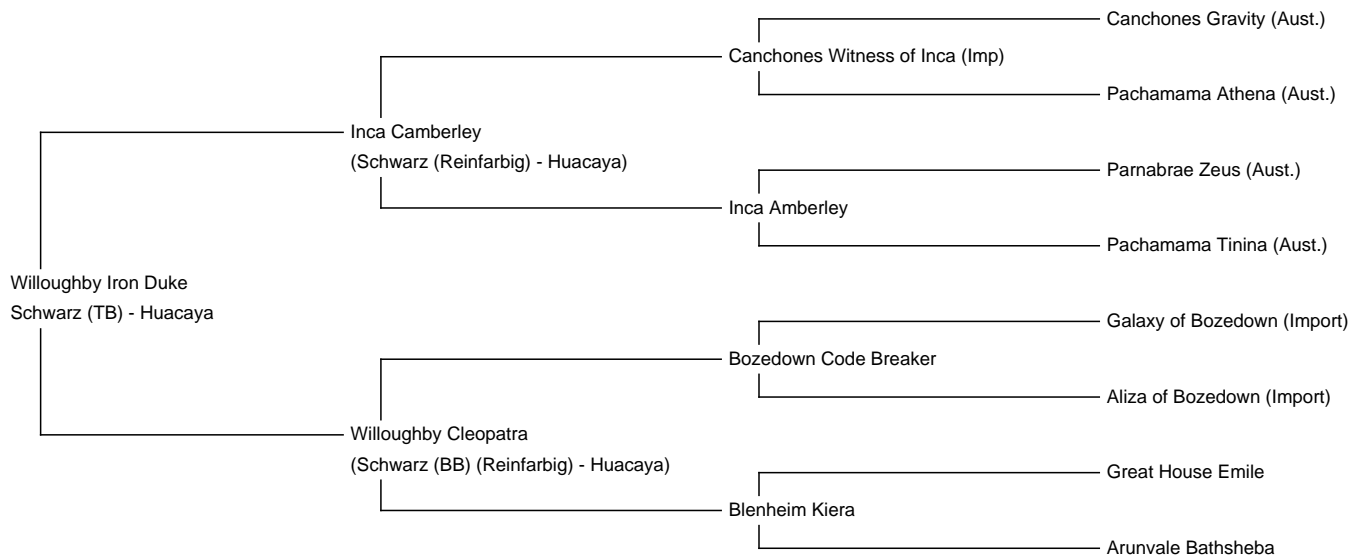 Canchones Gravity (Aust.)
Canchones Witness of Inca (Imp)
Pachamama Athena (Aust.)
Inca Camberley
(Schwarz (Reinfarbig) - Huacaya)
Parnabrae Zeus (Aust.)
Inca Amberley
Pachamama Tinina (Aust.)
Willoughby Iron Duke
Schwarz (TB) - Huacaya
Galaxy of Bozedown (Import)
Bozedown Code Breaker
Aliza of Bozedown (Import)
Willoughby Cleopatra
(Schwarz (BB) (Reinfarbig) - Huacaya)
Great House Emile
Blenheim Kiera
Arunvale Bathsheba